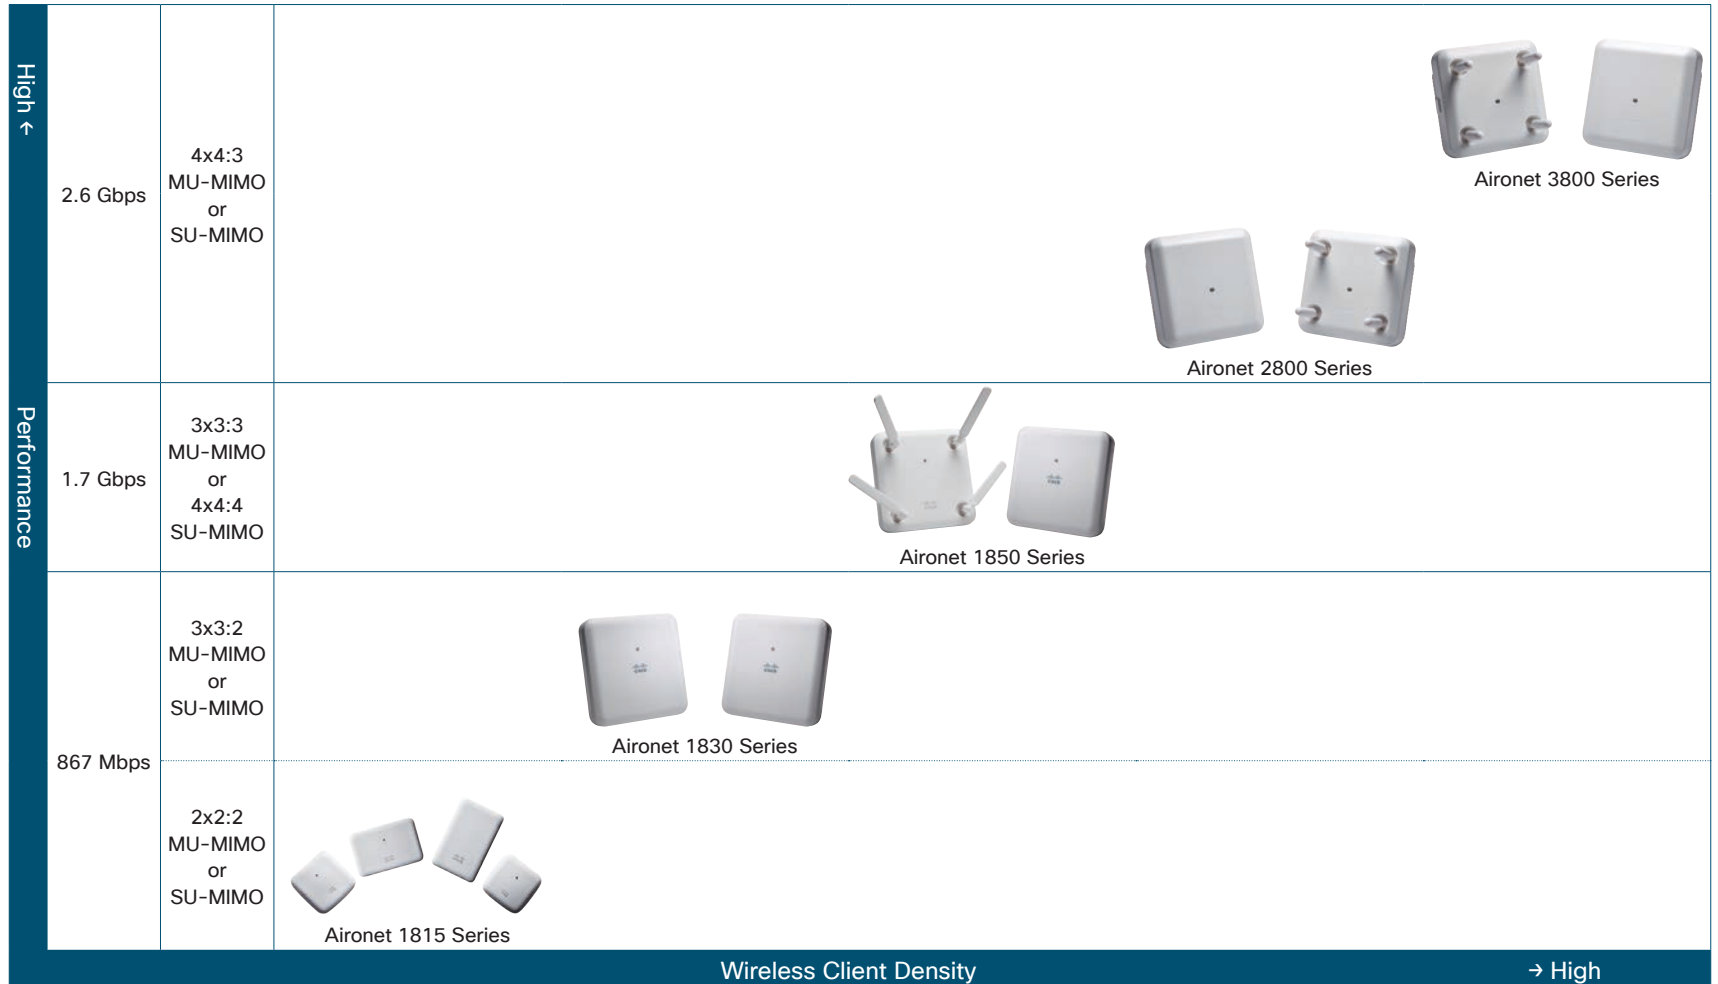 High ←
Performance
2.6 Gbps
4x4:3
MU-MIMO
or
SU-MIMO
Aironet 3800 Series
Aironet 2800 Series
1.7 Gbps
3x3:3
MU-MIMO
or
4x4:4
SU-MIMO
Aironet 1850 Series
867 Mbps
3x3:2
MU-MIMO
or
SU-MIMO
Aironet 1830 Series
2x2:2
MU-MIMO
or
SU-MIMO
Aironet 1815 Series
Wireless Client Density
→ High